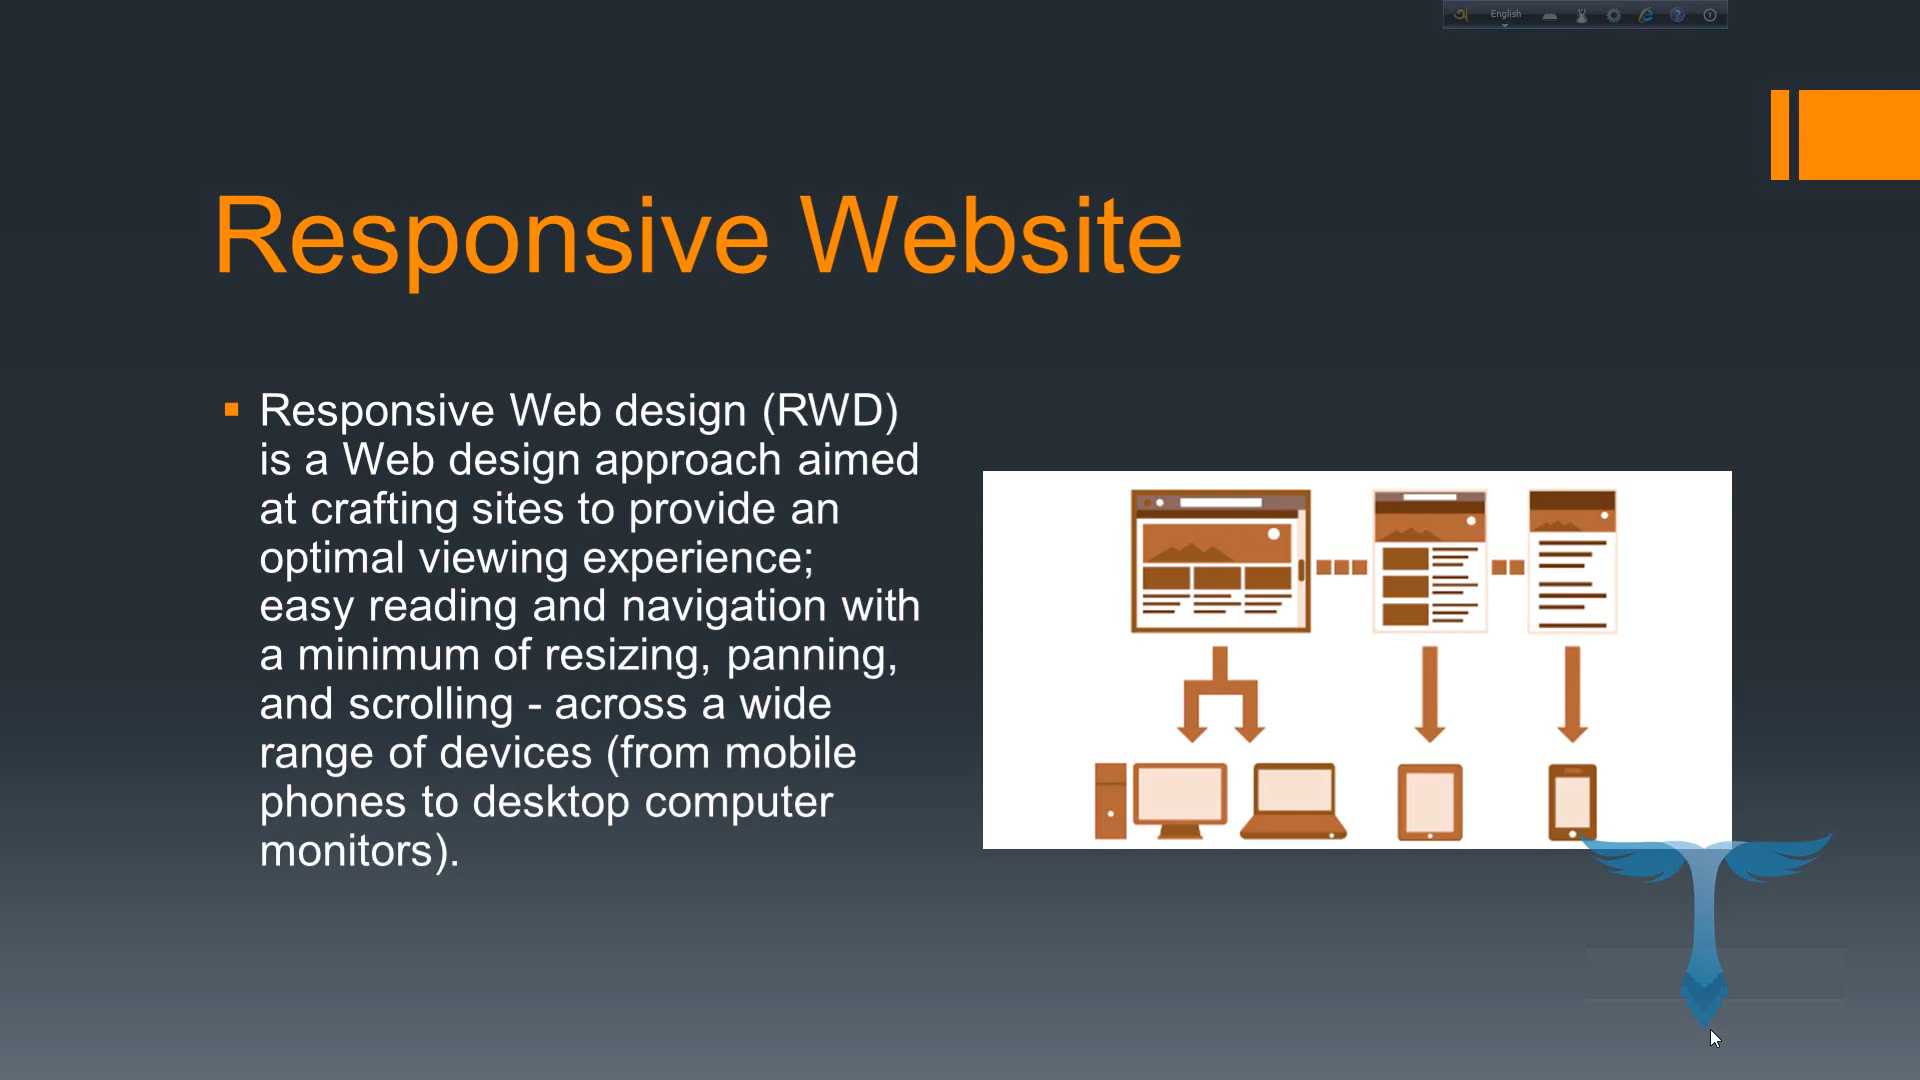 English
Responsive Website
Responsive Web design (RWD)
is a Web design approach aimed
at crafting sites to provide an
optimal viewing experience;
easy reading and navigation with
a minimum of resizing, panning,
and scrolling - across a wide
range of devices (from mobile
phones to desktop computer
monitors).